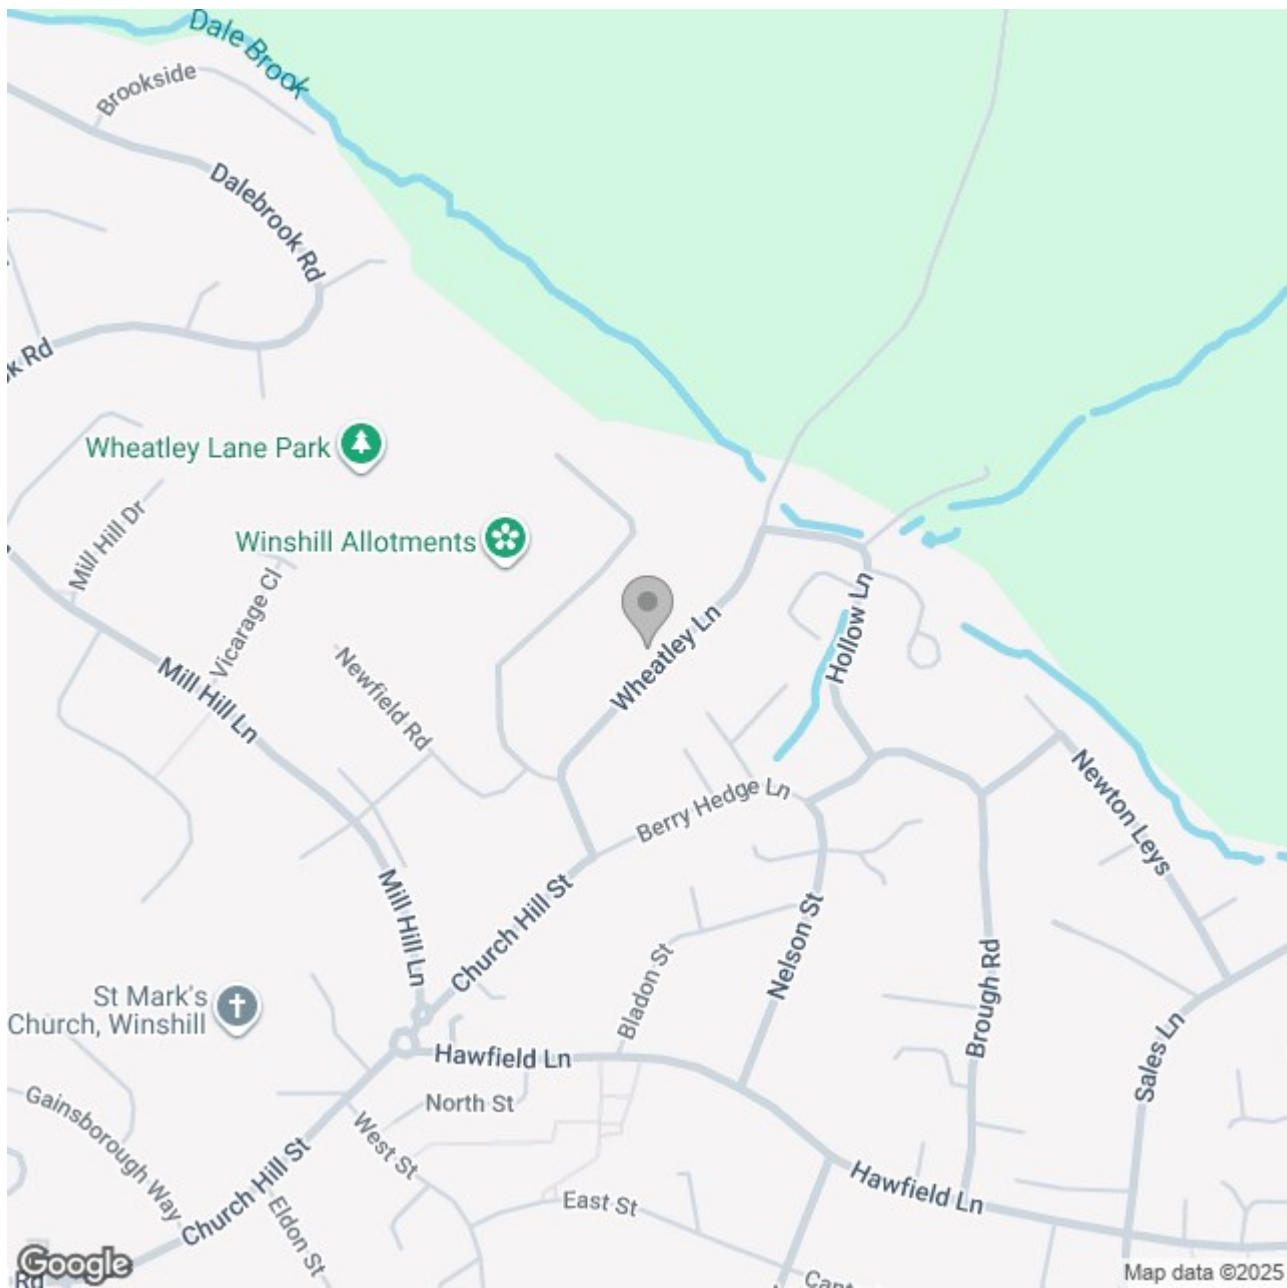 Dale Brook
Brookside
Dalebrook Rd
Rd
Wheatley Lane Park
Mill Hill Dr
Winshill Allotments
Vicarage Cl
Hollow Ln
Wheatley Ln
Newfield Rd
Mill Hill Ln
Berry Hedge Ln
Newton Leys
Mill Hill Ln
Church Hill St
Nelson St
Bladon St
Brough Rd
St Mark's
Church, Winshill
Sales Ln
Hawfield Ln
North St
Gainsborough Way
West St
Church Hill St
Eldon St
East St
Hawfield Ln
Google
Rd
Map data ©2025